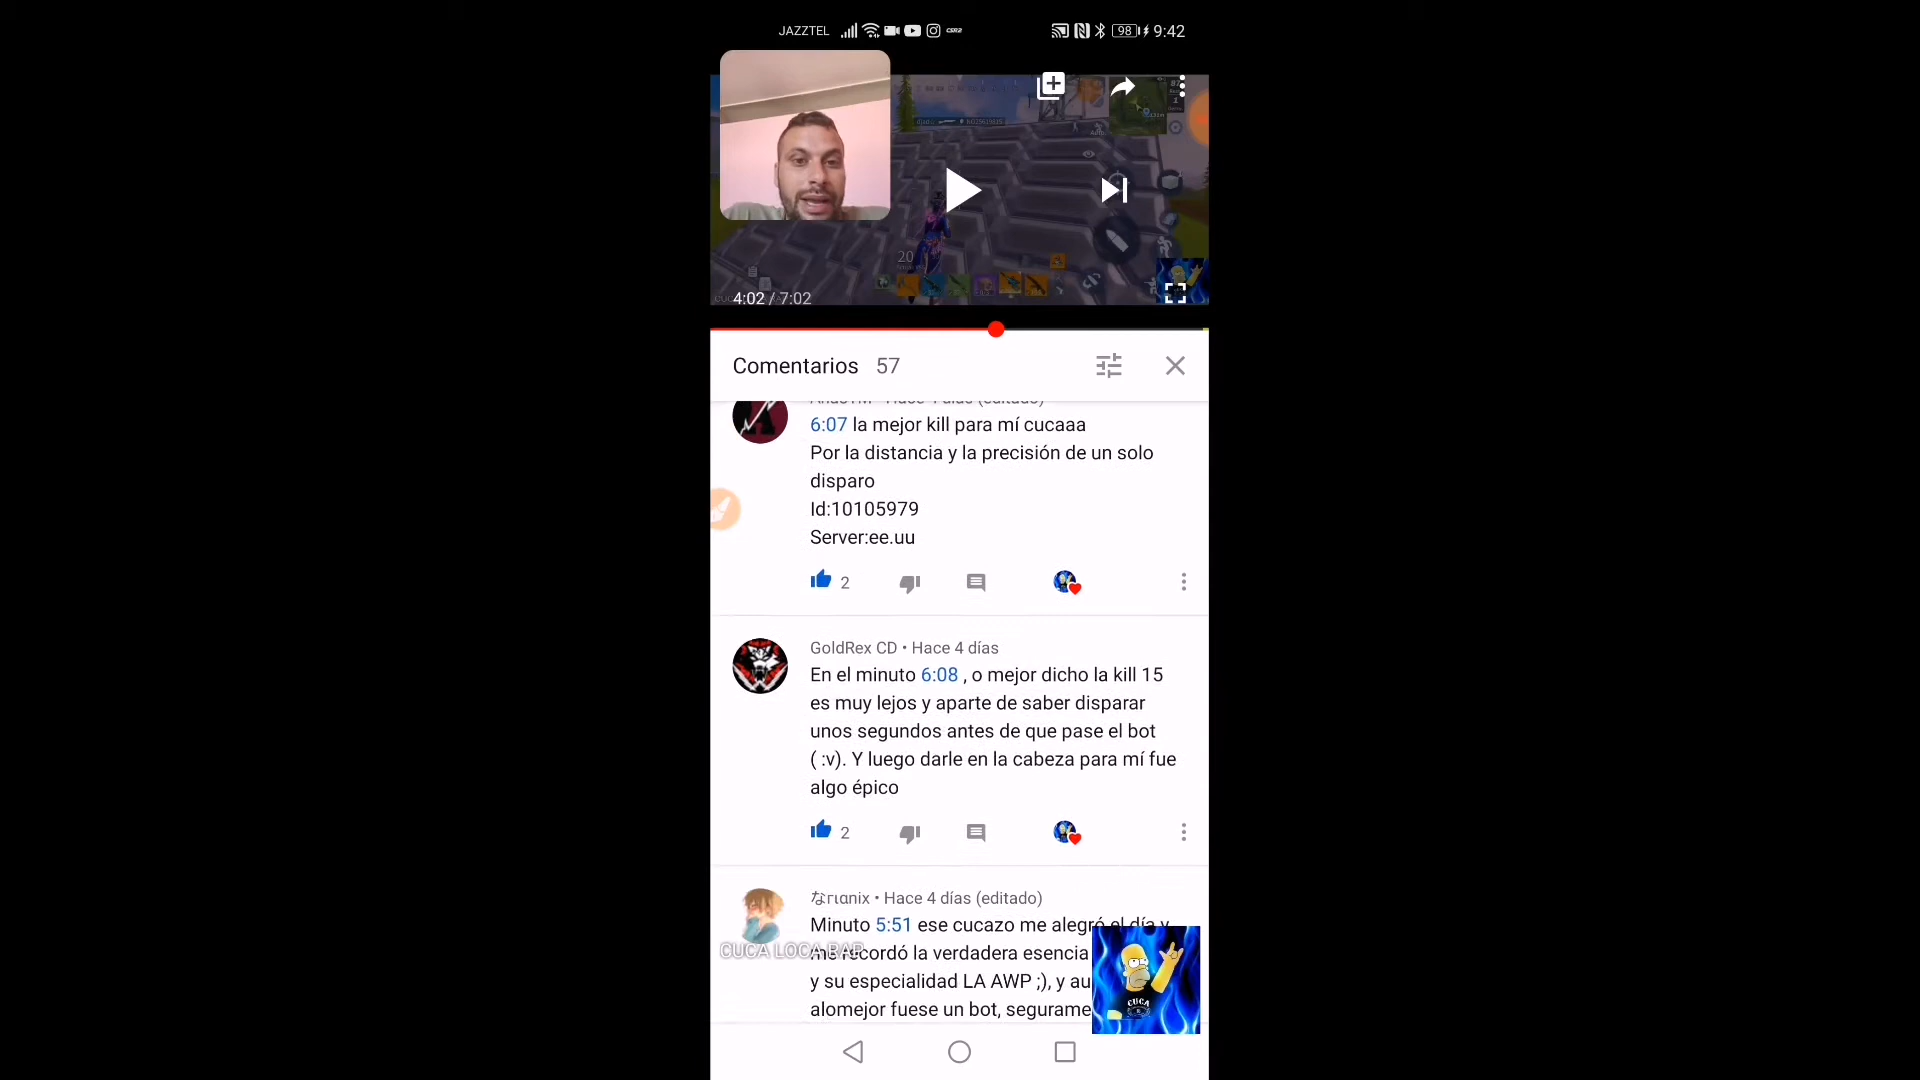 JAZZTEL
98
9:42
20
4:02 / 7:02
Comentarios 57
(editado)
6:07 la mejor kill para mí cucaaa
Por la distancia y la precisión de un solo
disparo
Id:10105979
Server:ee.uu
2
GoldRex CD • Hace 4 días
En el minuto 6:08 , o mejor dicho la kill 15
es muy lejos y aparte de saber disparar
unos segundos antes de que pase el bot
( :v). Y luego darle en la cabeza para mí fue
algo épico
2
Hace 4 días (editado)
Minuto 5:51 ese cucazo me alegró el día y
CUCA LOCA RAP
me recordó la verdadera esencia
y su especialidad LA AWP ;), y au
alomejor fuese un bot, segurame
CUCA